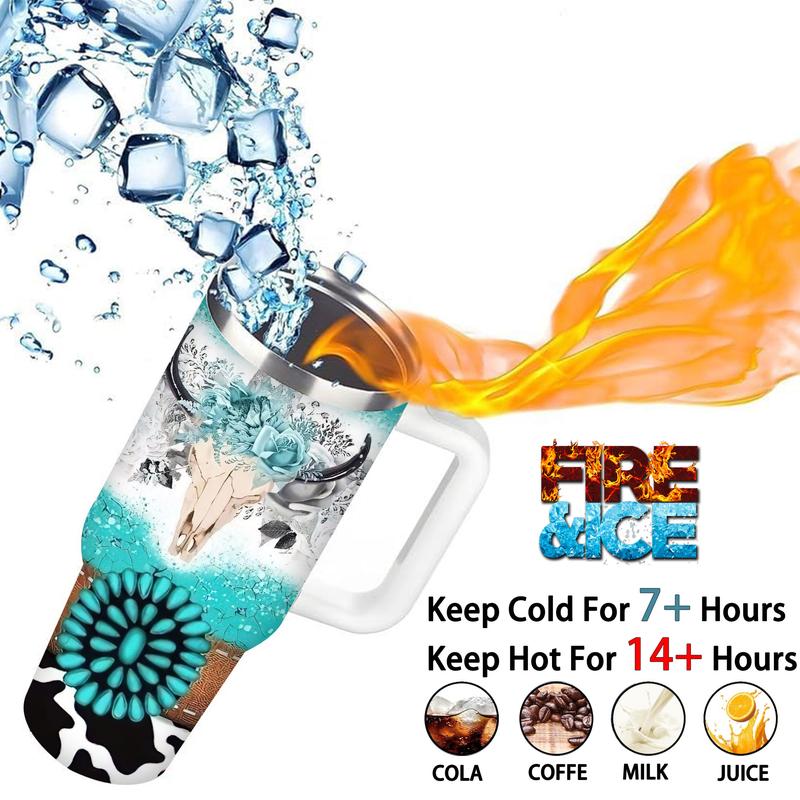 FIRE
&ICE
Keep Cold For 7+ Hours
Keep Hot For 14+ Hours
COLA COFFE MILK JUICE